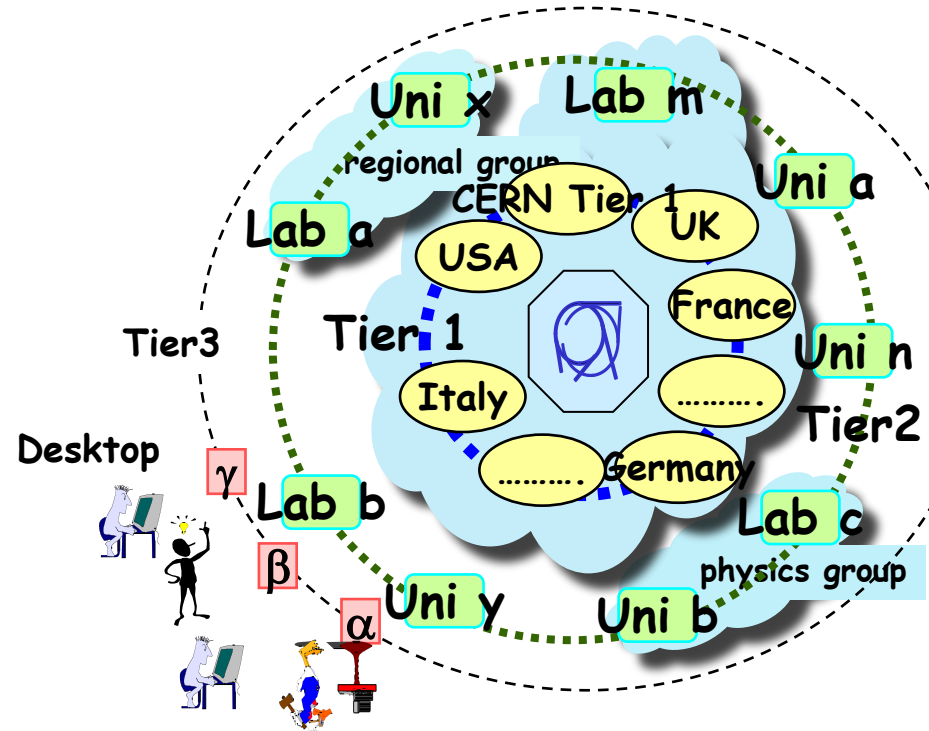 Uni x
Lab m
regional group
Uni a
CERN Tier 1
UK
Lab a
USA
France
Tier3
Tier 1
Uni n
Italy
……….
Tier2
Desktop
γ
……….
Germany
Lab b
Lab c
β
physics group
Uni y
Uni b
α